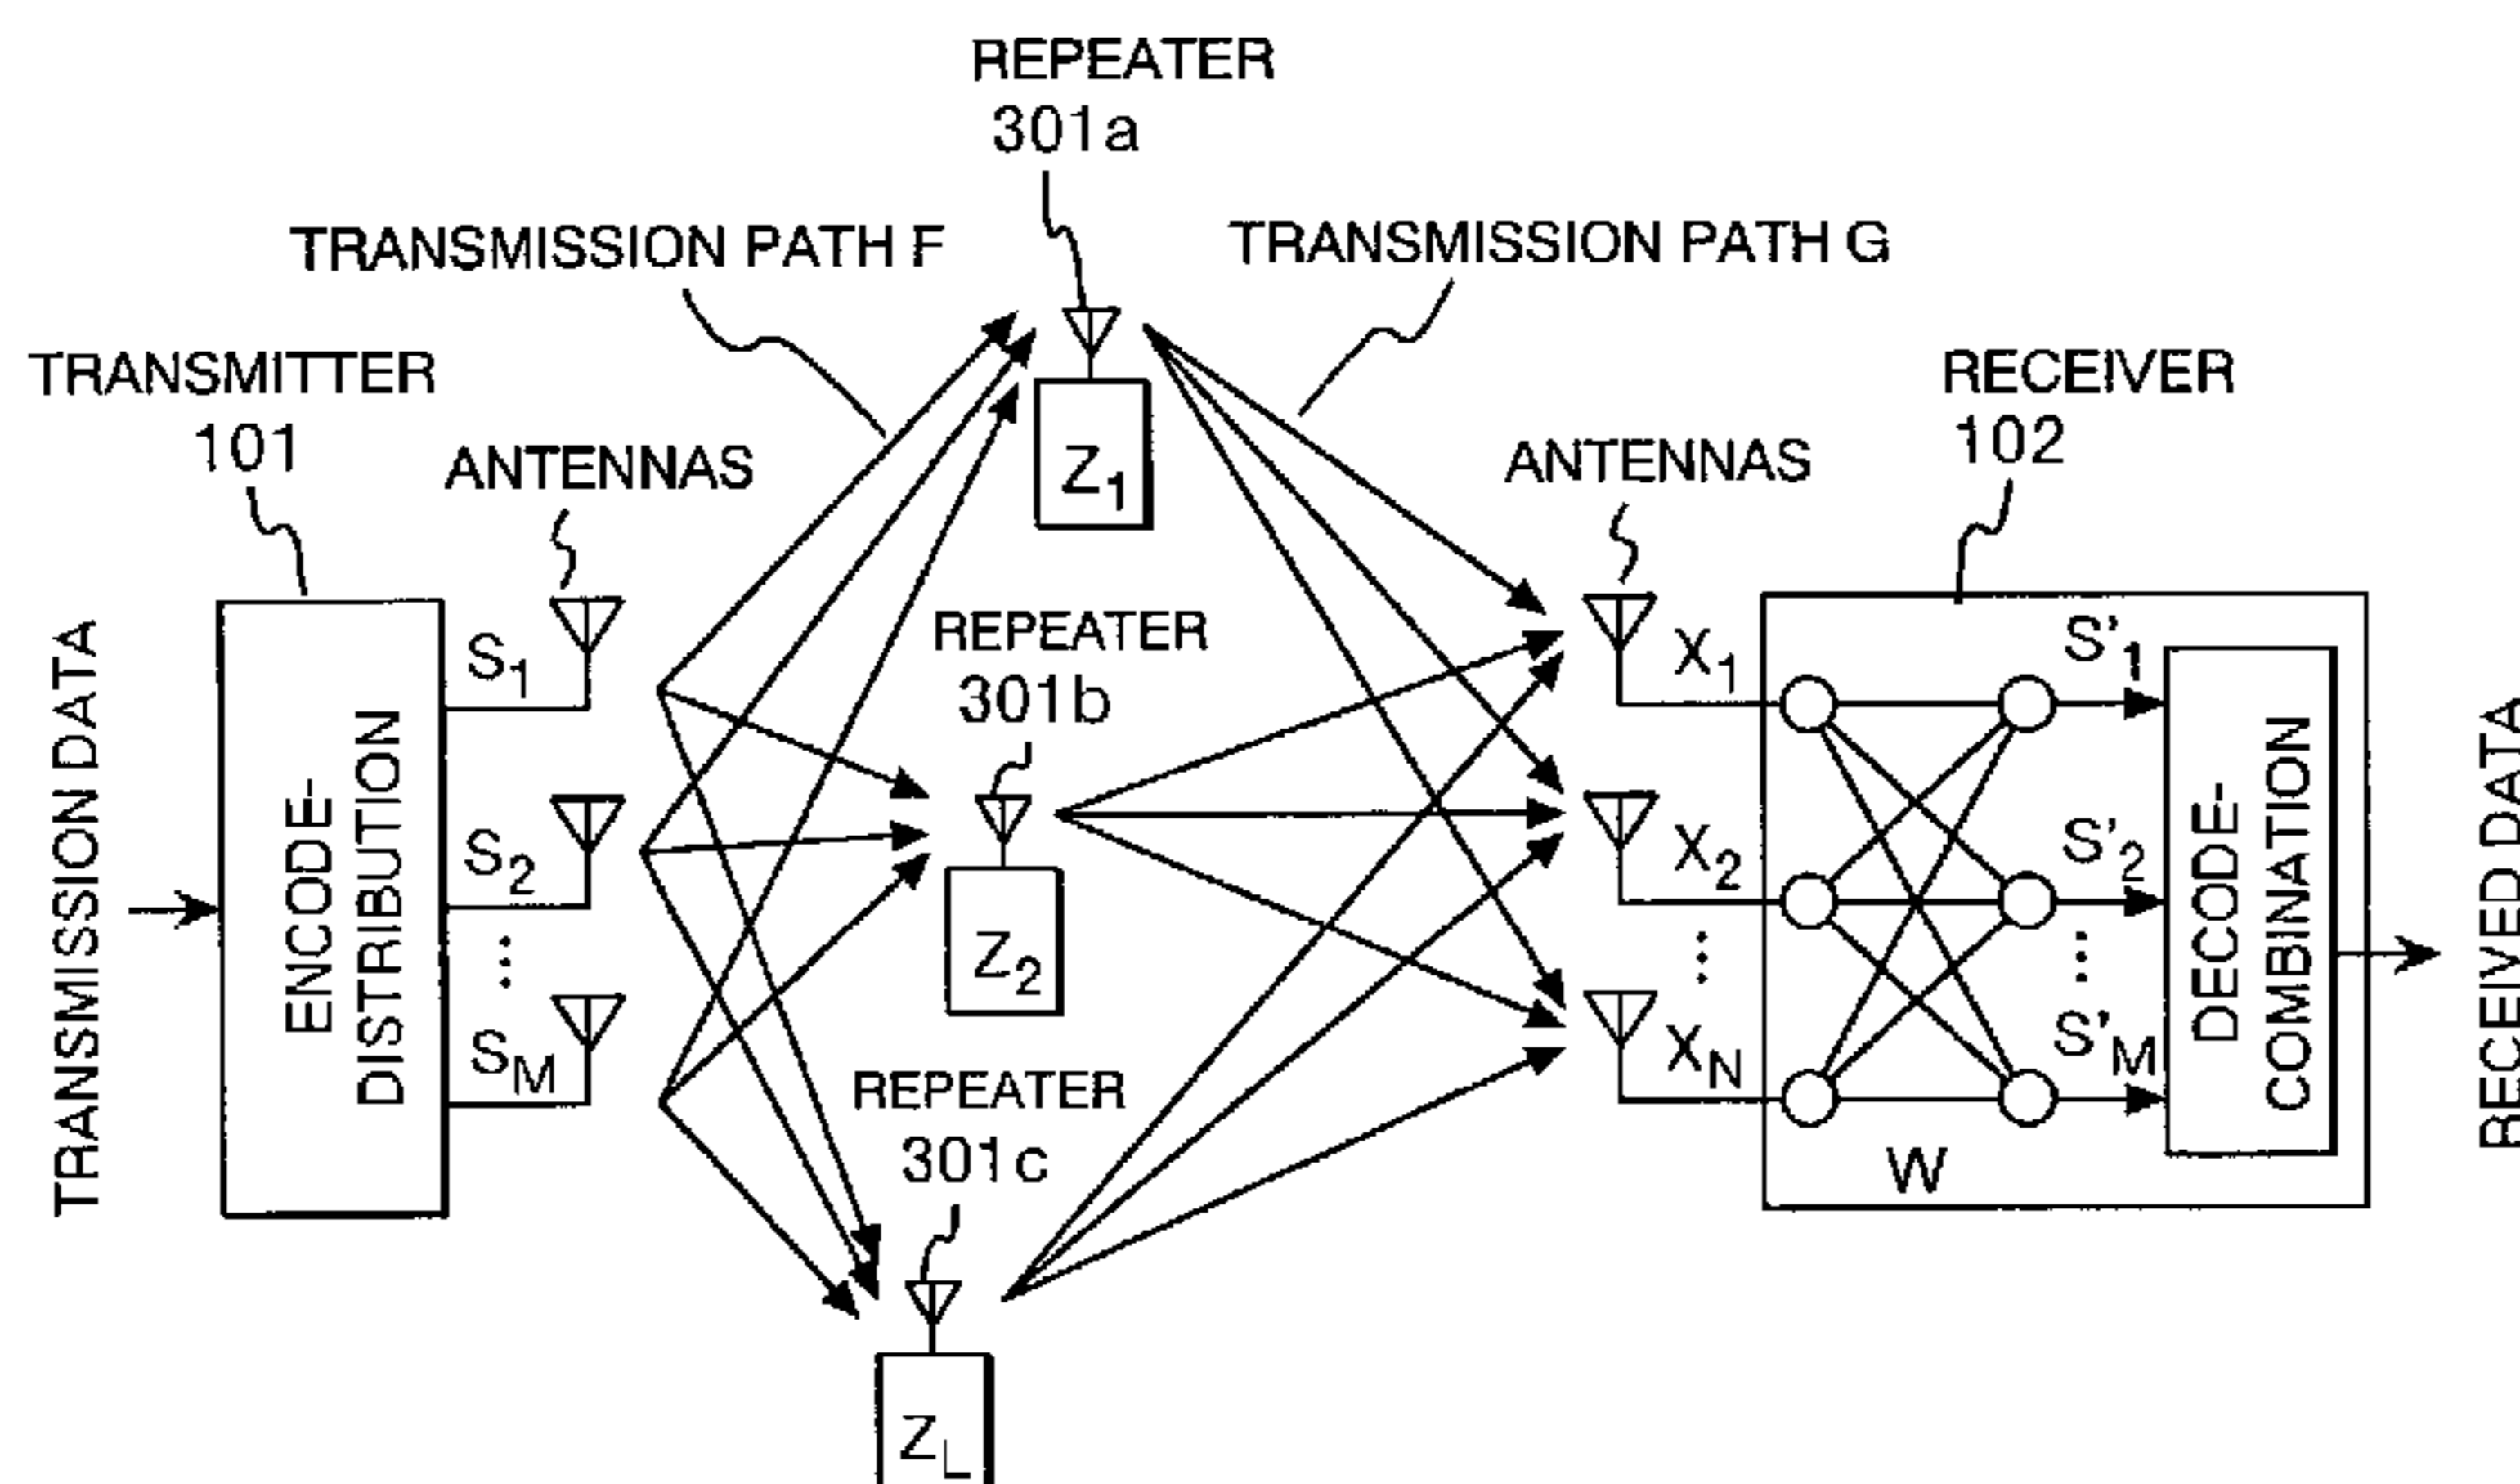 REPEATER
301a
TRANSMISSION PATH F
TRANSMISSION PATH G
TRANSMITTER
101
ANTENNAS
RECEIVER
102
ANTENNAS
Z1
REPEATER
301b
Z2
REPEATER
301c
ZL
TRANSMISSION DATA
ENCODE-
DISTRIBUTION
S1
S2
⋮
SM
X1
X2
⋮
XN
S'1
S'2
⋮
S'M
W
DECODE-
COMBINATION
RECEIVED DATA